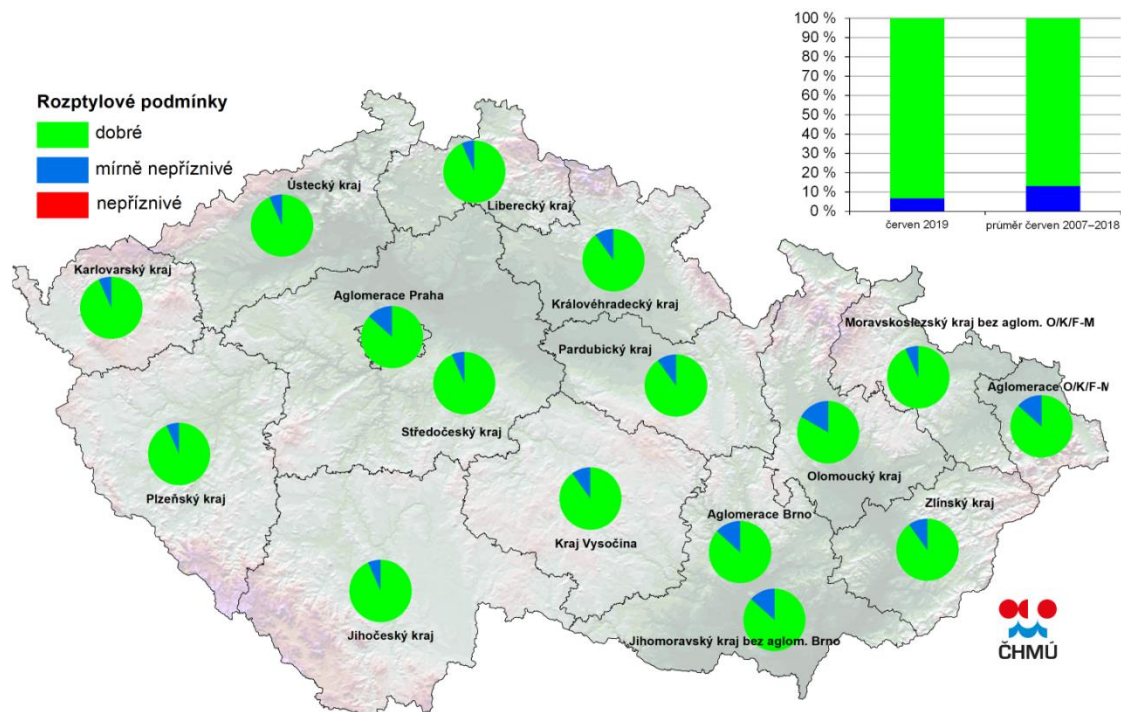 100 %
90 %
80 %
70 %
60 %
50 %
40 %
30 %
20 %
10 %
0 %
červen 2019
průměr červen 2007–2018
Rozptylové podmínky
dobré
mírně nepříznivé
nepříznivé
Ústecký kraj
Liberecký kraj
Karlovarský kraj
Aglomerace Praha
Královéhradecký kraj
Moravskoslezský kraj bez aglom. O/K/F-M
Pardubický kraj
Aglomerace O/K/F-M
Středočeský kraj
Olomoucký kraj
Plzeňský kraj
Zlínský kraj
Aglomerace Brno
Kraj Vysočina
Jihočeský kraj
Jihomoravský kraj bez aglom. Brno
ČHMÚ